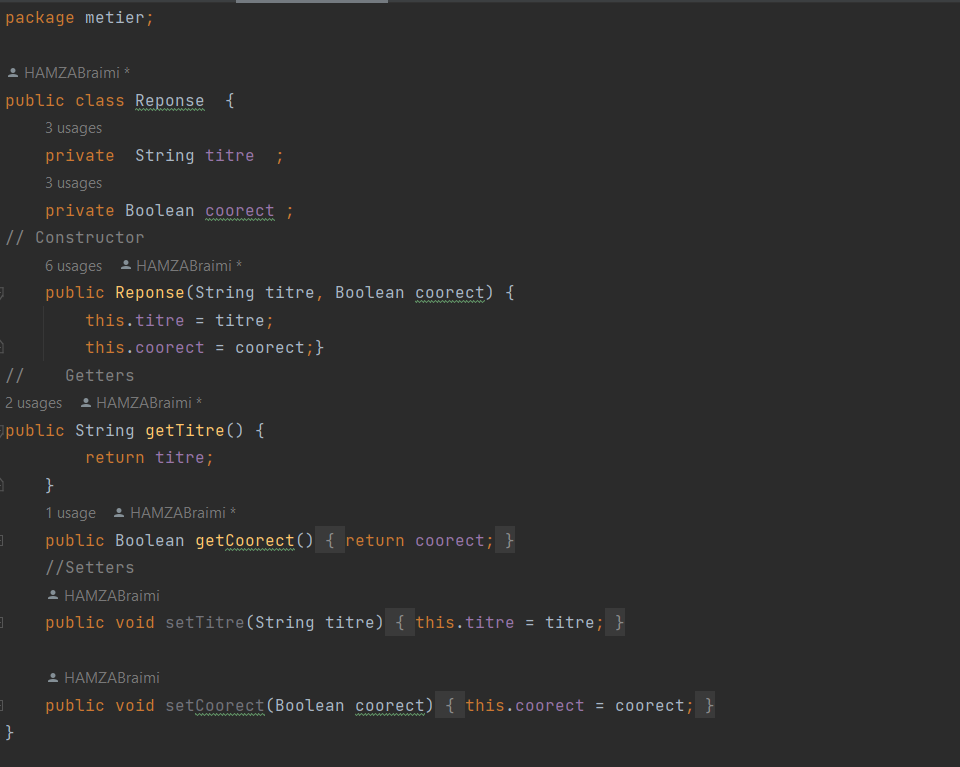 package metier;
HAMZABraimi *
public class Reponse  {
3 usages
private  String titre  ;
3 usages
private Boolean coorect ;
// Constructor
6 usages   HAMZABraimi *
public Reponse(String titre, Boolean coorect) {
this.titre = titre;
this.coorect = coorect;}
//    Getters
2 usages   HAMZABraimi *
public String getTitre() {
return titre;
}
1 usage   HAMZABraimi *
public Boolean getCoorect() { return coorect; }
//Setters
HAMZABraimi
public void setTitre(String titre) { this.titre = titre; }
HAMZABraimi
public void setCoorect(Boolean coorect) { this.coorect = coorect; }
}